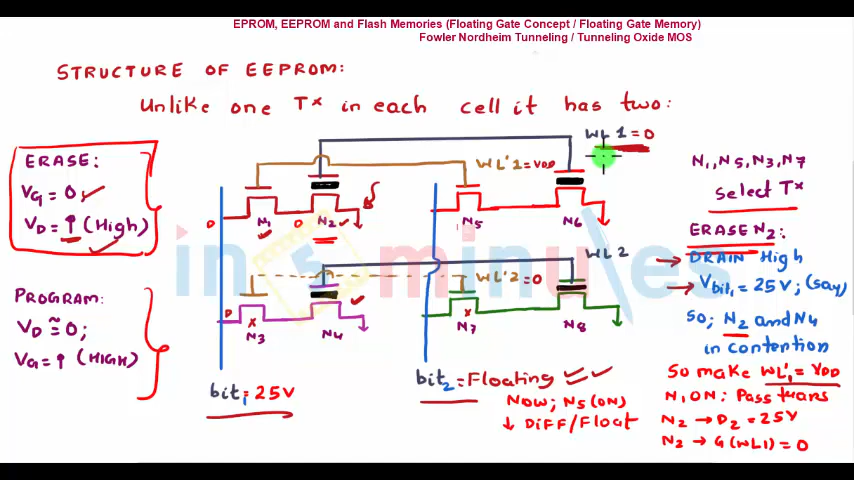 EPROM, EEPROM and Flash Memories (Floating Gate Concept / Floating Gate Memory)
Fowler Nordheim Tunneling / Tunneling Oxide MOS
STRUCTURE OF EEPROM:
Unlike one Tx in each cell it has two:
ERASE:
VG = 0;
VD = ↑ (High)
PROGRAM:
VD ≅ 0;
VG = ↑ (HIGH)
WL1 = 0
WL'1 = VDD
D
N1
D
N2
N5
N6
WL2
WL'2 = 0
D
N3
N4
N7
N8
bit1 = 25V
bit2 = Floating
Now; N5 (ON)
↓ DIFF/Float
N1, N5, N3, N7
select Tx
ERASE N2:
→ DRAIN High
→ Vbit1 = 25V; (say)
So; N2 and N4
in contention
So make WL'1 = VDD
N1 ON: Pass trans
N2 → D2 = 25V
N2 → G (WL1) = 0
in 5 minutes